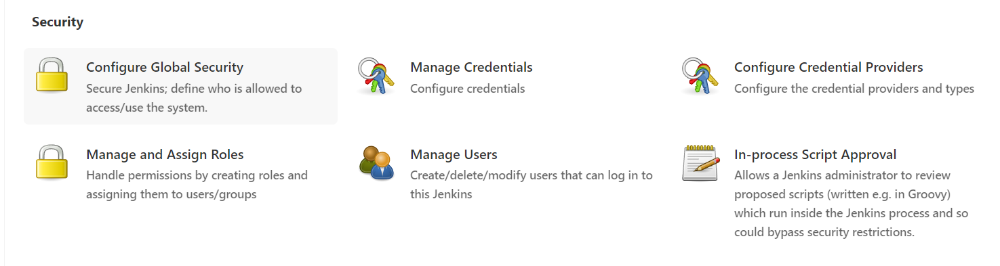 Security
Configure Global Security
Secure Jenkins; define who is allowed to
access/use the system.
Manage Credentials
Configure credentials
Configure Credential Providers
Configure the credential providers and types
Manage and Assign Roles
Handle permissions by creating roles and
assigning them to users/groups
Manage Users
Create/delete/modify users that can log in to
this Jenkins
In-process Script Approval
Allows a Jenkins administrator to review
proposed scripts (written e.g. in Groovy)
which run inside the Jenkins process and so
could bypass security restrictions.